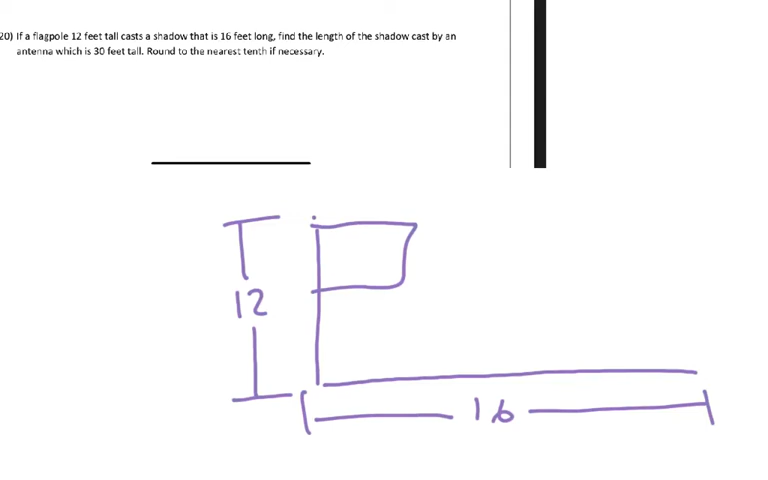 20) If a flagpole 12 feet tall casts a shadow that is 16 feet long, find the length of the shadow cast by an
antenna which is 30 feet tall. Round to the nearest tenth if necessary.
12
16